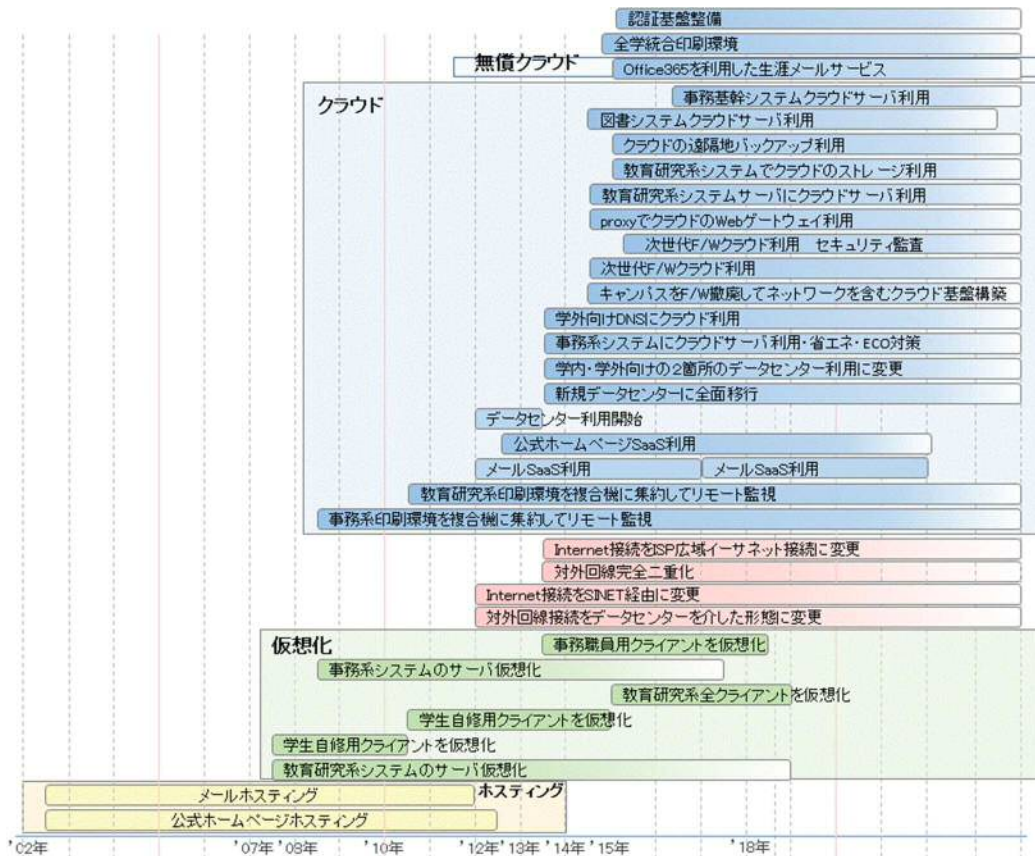 認証基盤整備
全学統合印刷環境
無償クラウド
Office365を利用した生涯メールサービス
クラウド
事務基幹システムクラウドサーバ利用
図書システムクラウドサーバ利用
クラウドの遠隔地バックアップ利用
教育研究系システムでクラウドのストレージ利用
教育研究系システムサーバにクラウドサーバ利用
proxyでクラウドのWebゲートウェイ利用
次世代F/Wクラウド利用　セキュリティ監査
次世代F/Wクラウド利用
キャンパスをF/W撤廃してネットワークを含むクラウド基盤構築
学外向けDNSにクラウド利用
事務系システムにクラウドサーバ利用・省エネ・ECO対策
学内・学外向けの2箇所のデータセンター利用に変更
新規データセンターに全面移行
データセンター利用開始
公式ホームページSaaS利用
メールSaaS利用 メールSaaS利用
教育研究系印刷環境を複合機に集約してリモート監視
事務系印刷環境を複合機に集約してリモート監視
Internet接続をISP広域イーサネット接続に変更
対外回線完全二重化
Internet接続をSINET経由に変更
対外回線接続をデータセンターを介した形態に変更
仮想化
事務職員用クライアントを仮想化
事務系システムのサーバ仮想化
教育研究系全クライアントを仮想化
学生自修用クライアントを仮想化
学生自修用クライアントを仮想化
教育研究系システムのサーバ仮想化
ホスティング
メールホスティング
公式ホームページホスティング
'02年 '07年 '08年 '10年 '12年 '13年 '14年 '15年 '18年